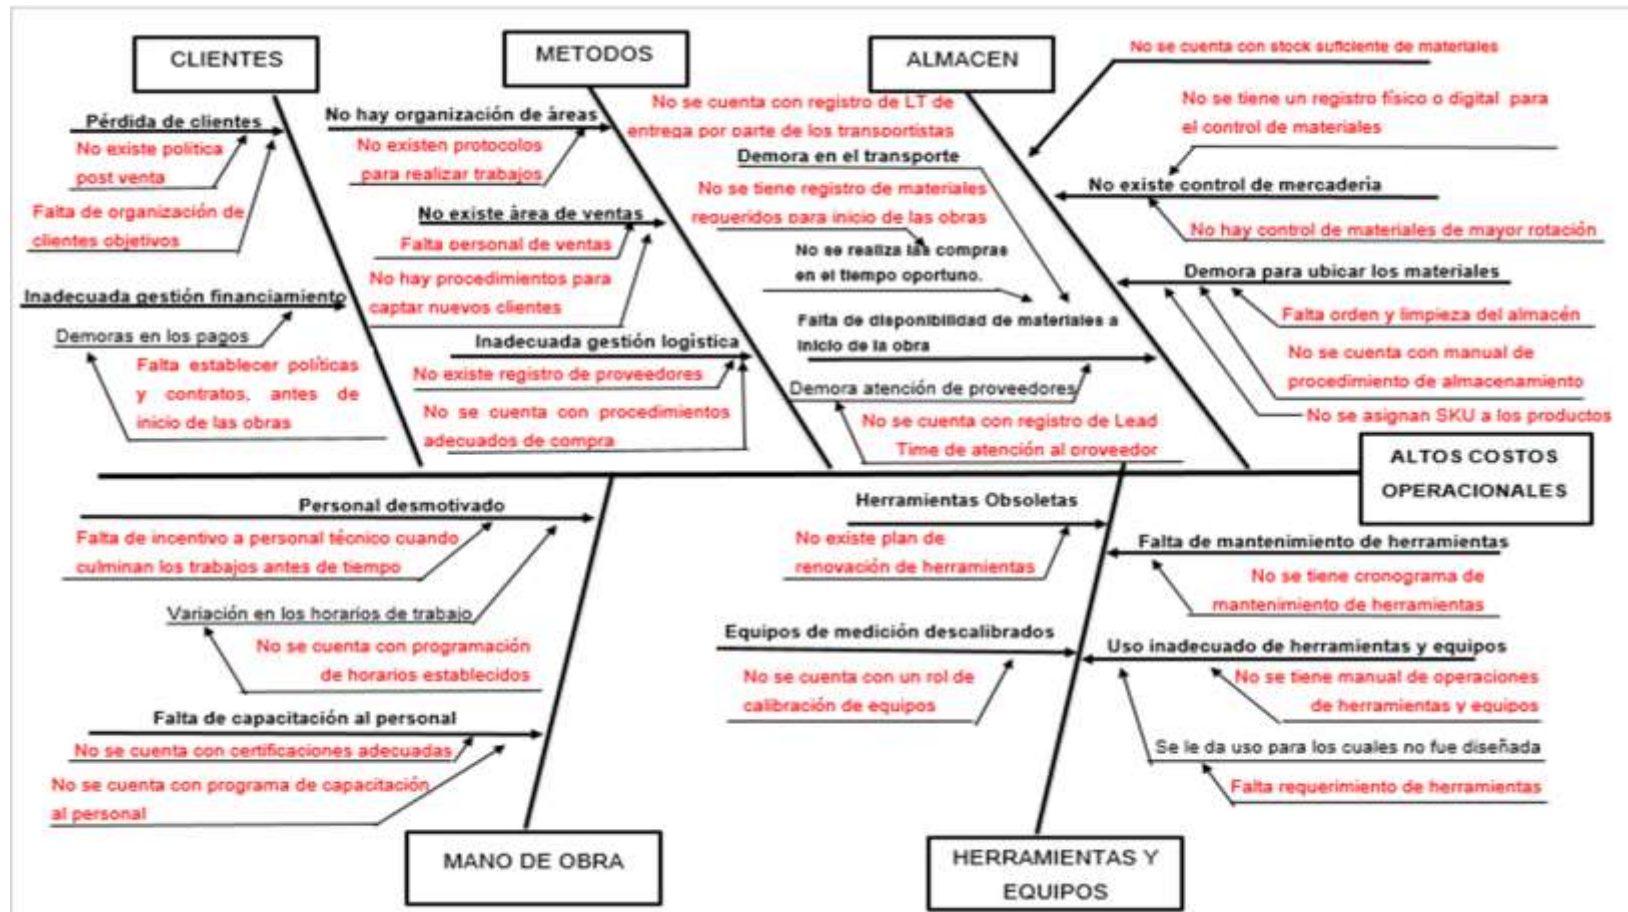 CLIENTES
Pérdida de clientes
No existe política
post venta
Falta de organización de
clientes objetivos
Inadecuada gestión financiamiento
Demoras en los pagos
Falta establecer políticas
y contratos, antes de
inicio de las obras
METODOS
No hay organización de áreas
No existen protocolos
para realizar trabajos
No existe área de ventas
Falta personal de ventas
No hay procedimientos para
captar nuevos clientes
Inadecuada gestión logística
No existe registro de proveedores
No se cuenta con procedimientos
adecuados de compra
ALMACEN
No se cuenta con registro de LT de
entrega por parte de los transportistas
Demora en el transporte
No se tiene registro de materiales
requeridos para inicio de las obras
No se realiza las compras
en el tiempo oportuno.
Falta de disponibilidad de materiales a
inicio de la obra
Demora atención de proveedores
No se cuenta con registro de Lead
Time de atención al proveedor
No se cuenta con stock suficiente de materiales
No se tiene un registro físico o digital para
el control de materiales
No existe control de mercadería
No hay control de materiales de mayor rotación
Demora para ubicar los materiales
Falta orden y limpieza del almacén
No se cuenta con manual de
procedimiento de almacenamiento
No se asignan SKU a los productos
ALTOS COSTOS
OPERACIONALES
Personal desmotivado
Falta de incentivo a personal técnico cuando
culminan los trabajos antes de tiempo
Variación en los horarios de trabajo
No se cuenta con programación
de horarios establecidos
Falta de capacitación al personal
No se cuenta con certificaciones adecuadas
No se cuenta con programa de capacitación
al personal
MANO DE OBRA
Herramientas Obsoletas
No existe plan de
renovación de herramientas
Equipos de medición descalibrados
No se cuenta con un rol de
calibración de equipos
Falta de mantenimiento de herramientas
No se tiene cronograma de
mantenimiento de herramientas
Uso inadecuado de herramientas y equipos
No se tiene manual de operaciones
de herramientas y equipos
Se le da uso para los cuales no fue diseñada
Falta requerimiento de herramientas
HERRAMIENTAS Y
EQUIPOS